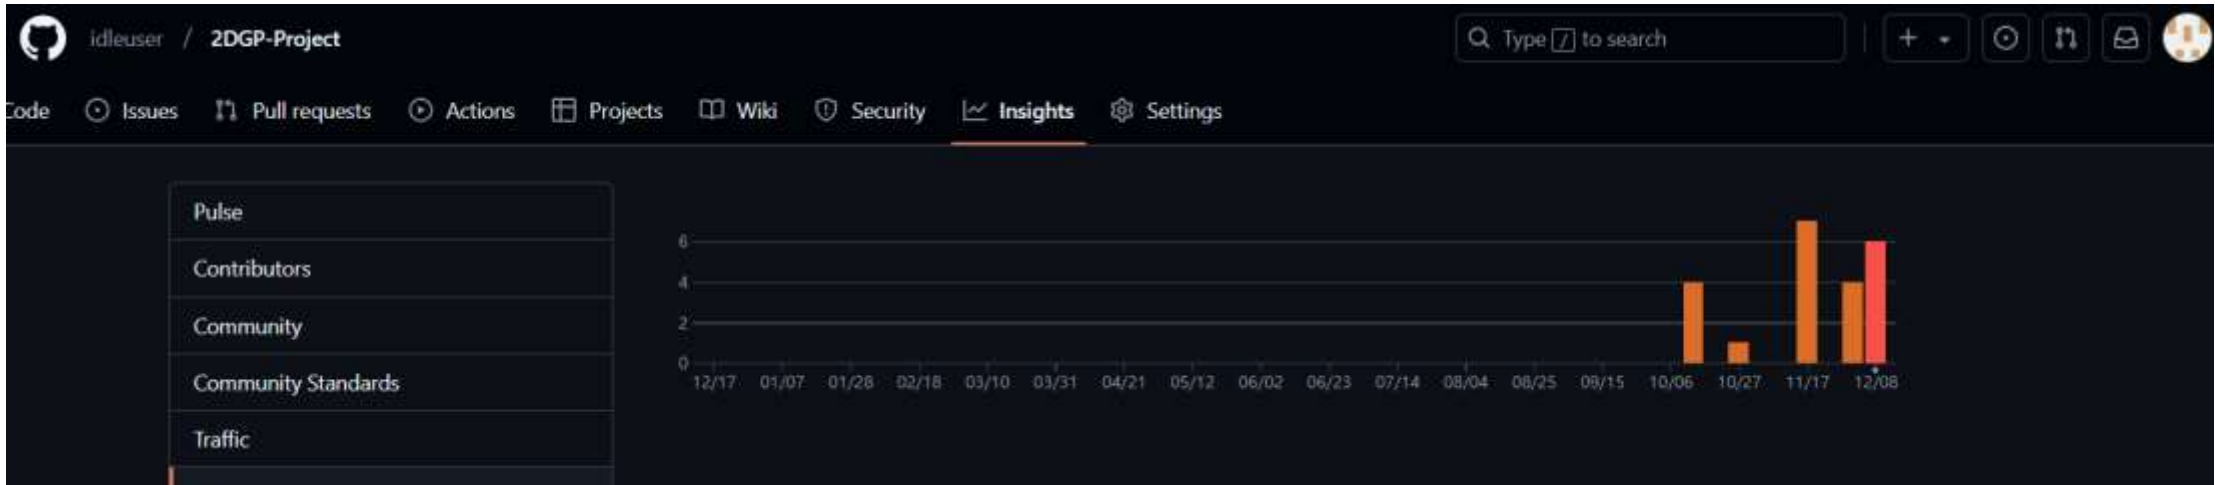 idleuser / 2DGP-Project
Type / to search
Code Issues Pull requests Actions Projects Wiki Security Insights Settings
Pulse
Contributors
Community
Community Standards
Traffic
6
4
2
0
12/17 01/07 01/28 02/18 03/10 03/31 04/21 05/12 06/02 06/23 07/14 08/04 08/25 09/15 10/06 10/27 11/17 12/08